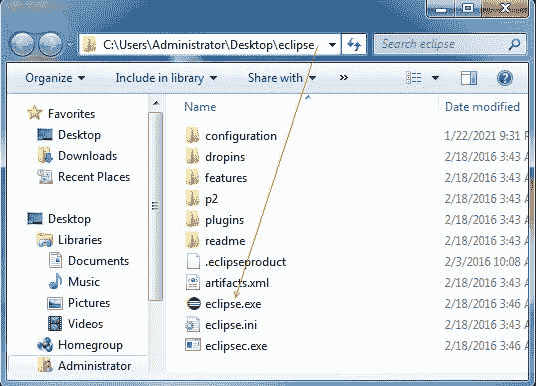 C:\Users\Administrator\Desktop\eclipse
Search eclipse
Organize
Include in library
Share with
»
Favorites
Desktop
Downloads
Recent Places
Desktop
Libraries
Documents
Music
Pictures
Videos
Homegroup
Administrator
Name Date modified
configuration 1/22/2021 9:31 P
dropins 2/18/2016 3:43 A
features 2/18/2016 3:43 A
p2 2/18/2016 3:43 A
plugins 2/18/2016 3:43 A
readme 2/18/2016 3:43 A
.eclipseproduct 2/3/2016 10:08 A
artifacts.xml 2/18/2016 3:43 A
eclipse.exe 2/18/2016 3:46 A
eclipse.ini 2/18/2016 3:43 A
eclipsec.exe 2/18/2016 3:46 A